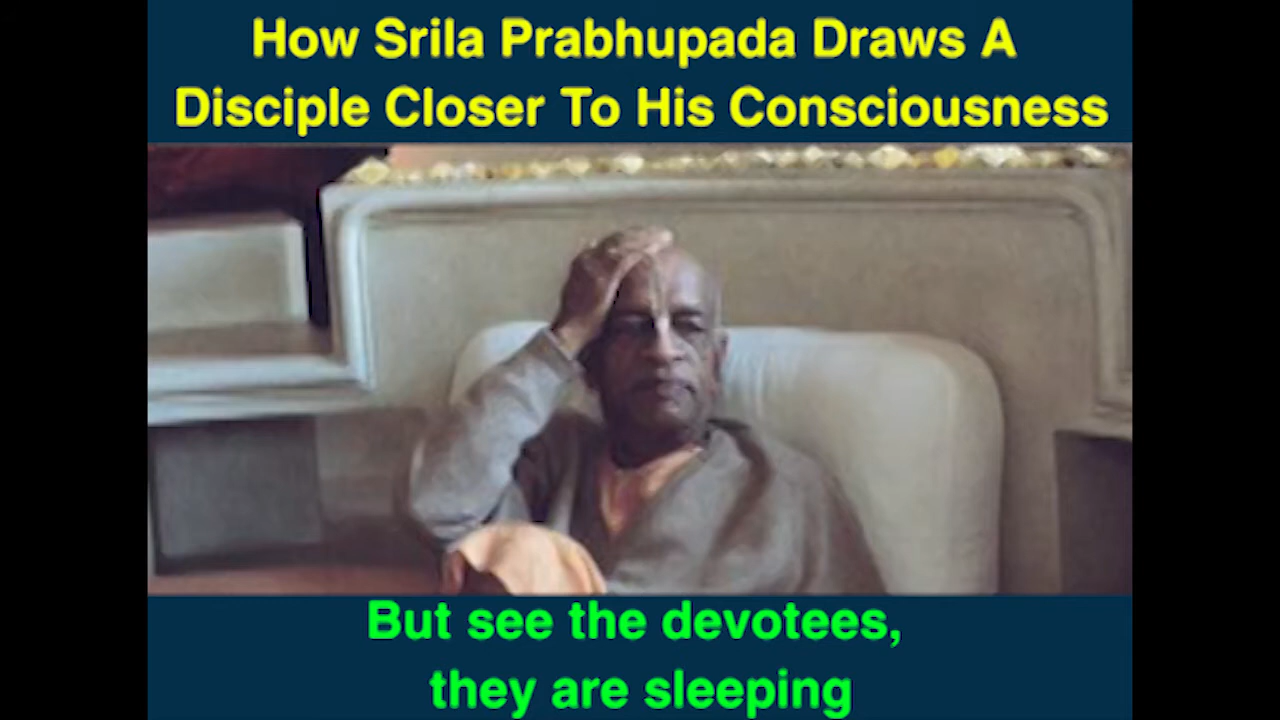 How Srila Prabhupada Draws A
Disciple Closer To His Consciousness
But see the devotees,
they are sleeping